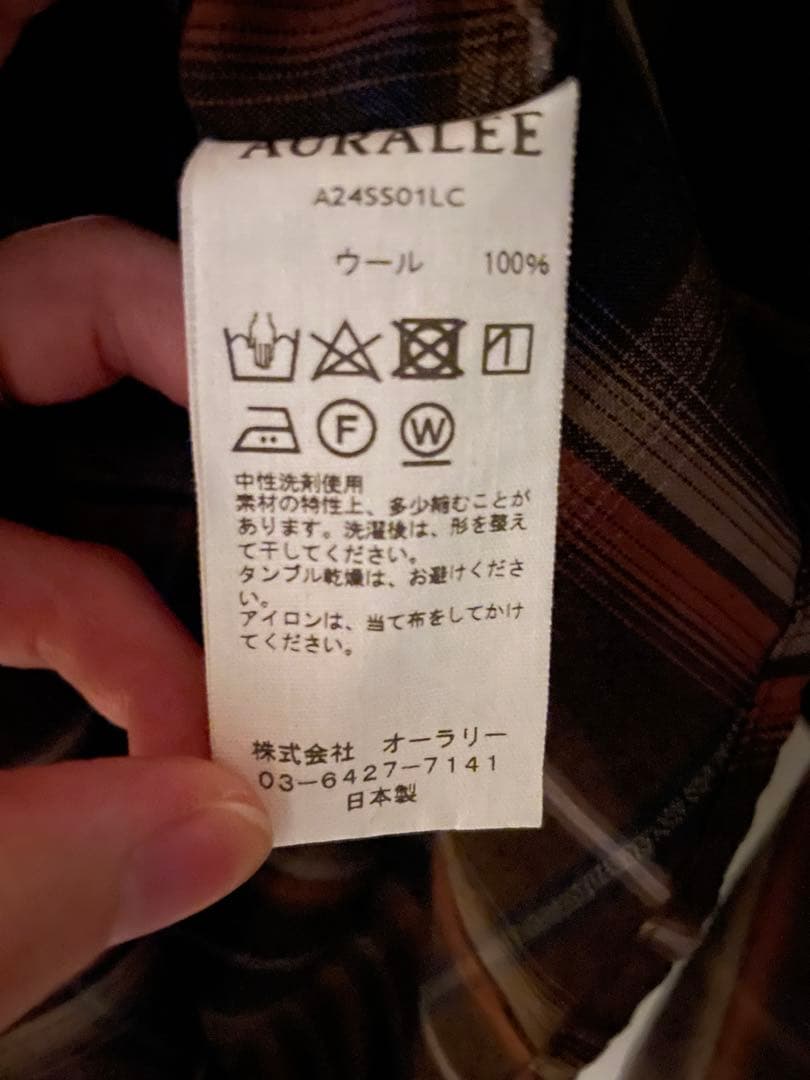 AURALEE
A24SS01LC
ウール 100%
F W
中性洗剤使用
素材の特性上、多少縮むことが
あります。洗濯後は、形を整え
て干してください。
タンブル乾燥は、お避けくださ
い。
アイロンは、当て布をしてかけ
てください。
株式会社 オーラリー
03-6427-7141
日本製